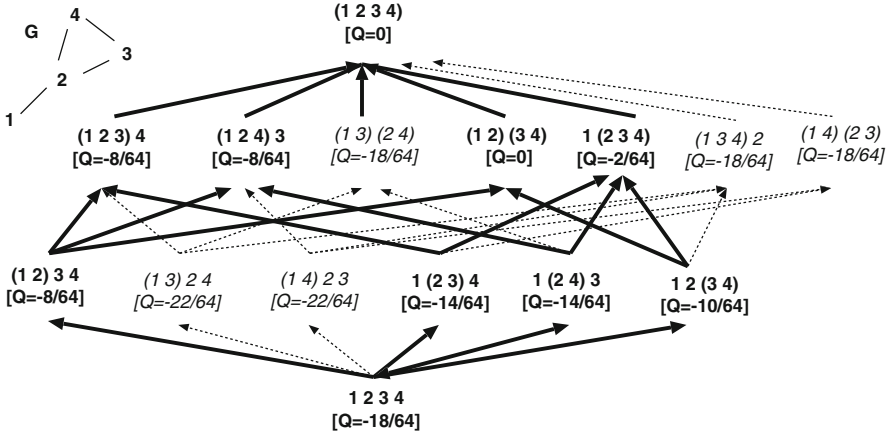 4
G
3
2
1
(1 2 3 4)
[Q=0]
(1 2 3) 4
[Q=-8/64]
(1 2 4) 3
[Q=-8/64]
(1 3) (2 4)
[Q=-18/64]
(1 2) (3 4)
[Q=0]
1 (2 3 4)
[Q=-2/64]
(1 3 4) 2
[Q=-18/64]
(1 4) (2 3)
[Q=-18/64]
(1 2) 3 4
[Q=-8/64]
(1 3) 2 4
[Q=-22/64]
(1 4) 2 3
[Q=-22/64]
1 (2 3) 4
[Q=-14/64]
1 (2 4) 3
[Q=-14/64]
1 2 (3 4)
[Q=-10/64]
1 2 3 4
[Q=-18/64]